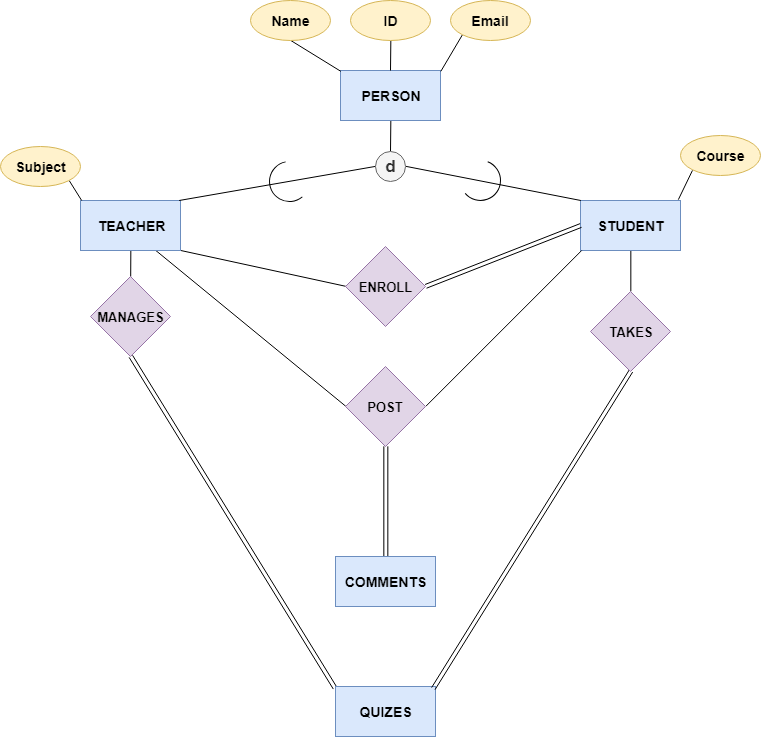 Name
ID
Email
PERSON
Subject
d
Course
TEACHER
STUDENT
ENROLL
MANAGES
TAKES
POST
COMMENTS
QUIZES